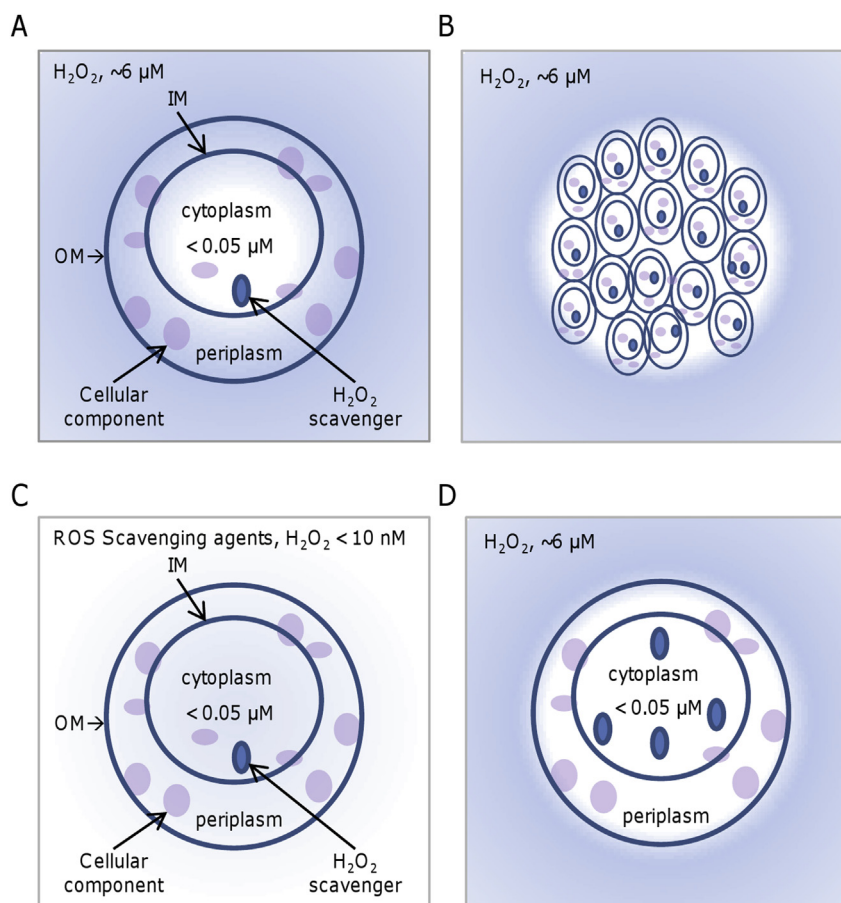 A
H₂O₂, ~6 µM
IM
cytoplasm
< 0.05 µM
OM→
periplasm
Cellular
component
H₂O₂
scavenger
B
H₂O₂, ~6 µM
C
ROS Scavenging agents, H₂O₂ < 10 nM
IM
cytoplasm
< 0.05 µM
OM→
periplasm
Cellular
component
H₂O₂
scavenger
D
H₂O₂, ~6 µM
cytoplasm
< 0.05 µM
periplasm